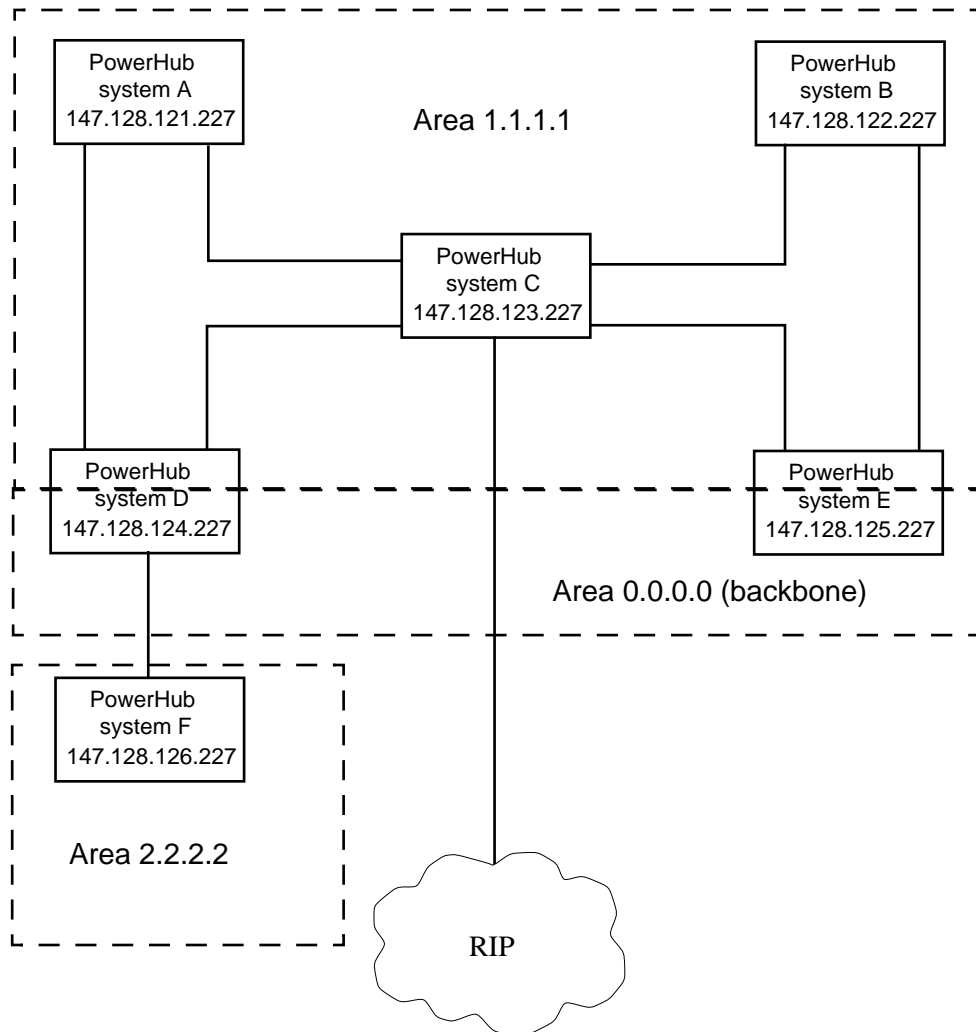 PowerHub
system A
147.128.121.227
Area 1.1.1.1
PowerHub
system B
147.128.122.227
PowerHub
system C
147.128.123.227
PowerHub
system D
147.128.124.227
PowerHub
system E
147.128.125.227
Area 0.0.0.0 (backbone)
PowerHub
system F
147.128.126.227
Area 2.2.2.2
RIP